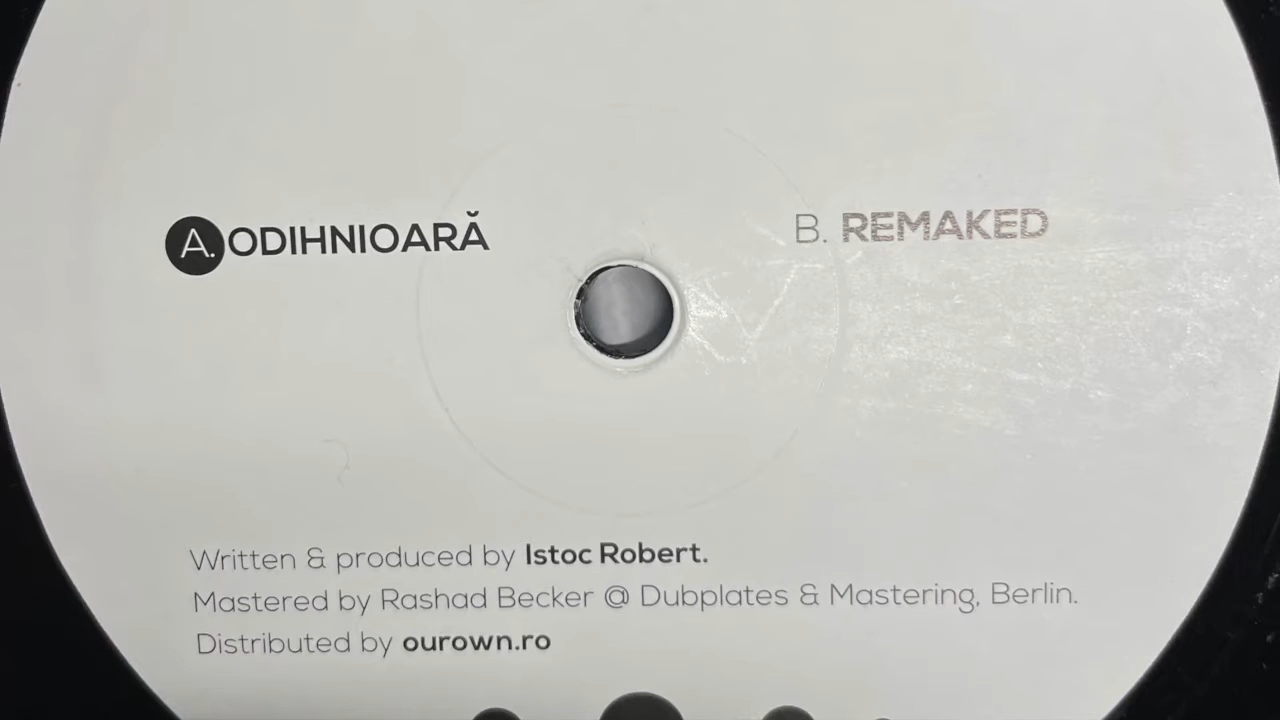 A. ODIHNIOARĂ
B. REMAKED
Written & produced by Istoc Robert.
Mastered by Rashad Becker @ Dubplates & Mastering, Berlin.
Distributed by ourown.ro